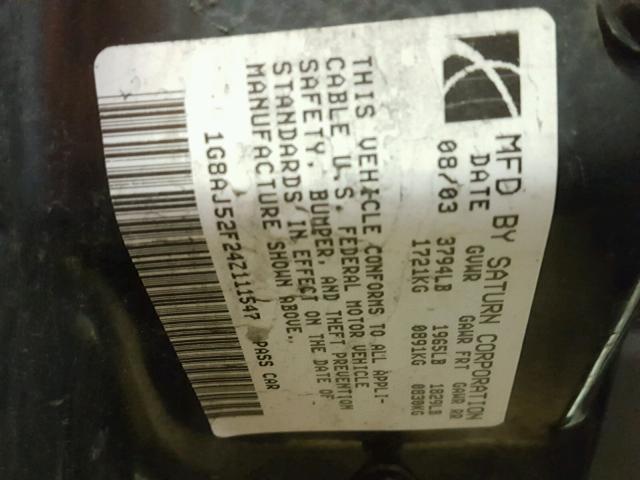 MFD BY SATURN CORPORATION
DATE GVWR GAWR FRT GAWR RR
08/03 3794LB 1965LB 1829LB
1721KG 0891KG 0830KG
THIS VEHICLE CONFORMS TO ALL APPLI-
CABLE U.S. FEDERAL MOTOR VEHICLE
SAFETY, BUMPER, AND THEFT PREVENTION
STANDARDS IN EFFECT ON THE DATE OF
MANUFACTURE SHOWN ABOVE.
1G8AJ52F24Z111547 PASS CAR